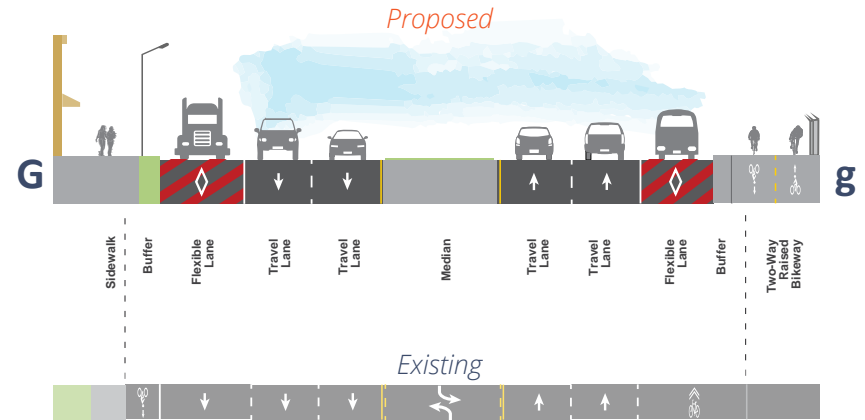 Proposed
G
g
Sidewalk
Buffer
Flexible
Lane
Travel
Lane
Travel
Lane
Median
Travel
Lane
Travel
Lane
Flexible
Lane
Buffer
Two-Way
Raised
Bikeway
Existing